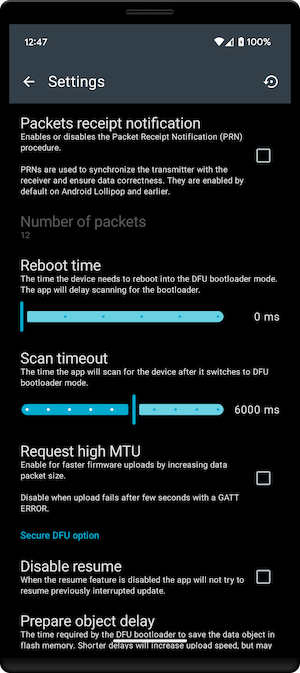 12:47
100%
Settings
Packets receipt notification
Enables or disables the Packet Receipt Notification (PRN)
procedure.
PRNs are used to synchronize the transmitter with the
receiver and ensure data correctness. They are enabled by
default on Android Lollipop and earlier.
Number of packets
12
Reboot time
The time the device needs to reboot into the DFU bootloader mode.
The app will delay scanning for the bootloader.
0 ms
Scan timeout
The time the app will scan for the device after it switches to DFU
bootloader mode.
6000 ms
Request high MTU
Enable for faster firmware uploads by increasing data
packet size.
Disable when upload fails after few seconds with a GATT
ERROR.
Secure DFU option
Disable resume
When the resume feature is disabled the app will not try to
resume previously interrupted update.
Prepare object delay
The time required by the DFU bootloader to save the data object in
flash memory. Shorter delays will increase upload speed, but may